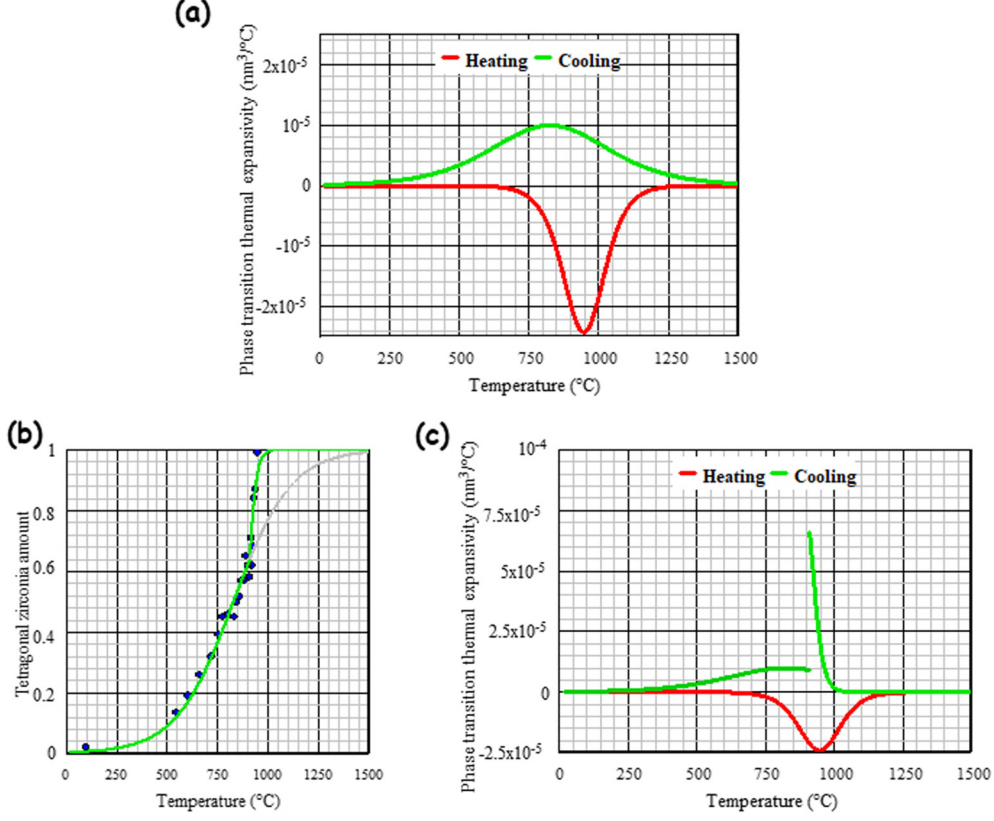 (a)
Phase transition thermal expansivity (nm³/°C)
Heating Cooling
2x10⁻⁵
10⁻⁵
0
-10⁻⁵
-2x10⁻⁵
0 250 500 750 1000 1250 1500
Temperature (°C)
(b)
Tetragonal zirconia amount
1
0.8
0.6
0.4
0.2
0
0 250 500 750 1000 1250 1500
Temperature (°C)
(c)
Phase transition thermal expansivity (nm³/°C)
Heating Cooling
10⁻⁴
7.5x10⁻⁵
5x10⁻⁵
2.5x10⁻⁵
0
-2.5x10⁻⁵
0 250 500 750 1000 1250 1500
Temperature (°C)